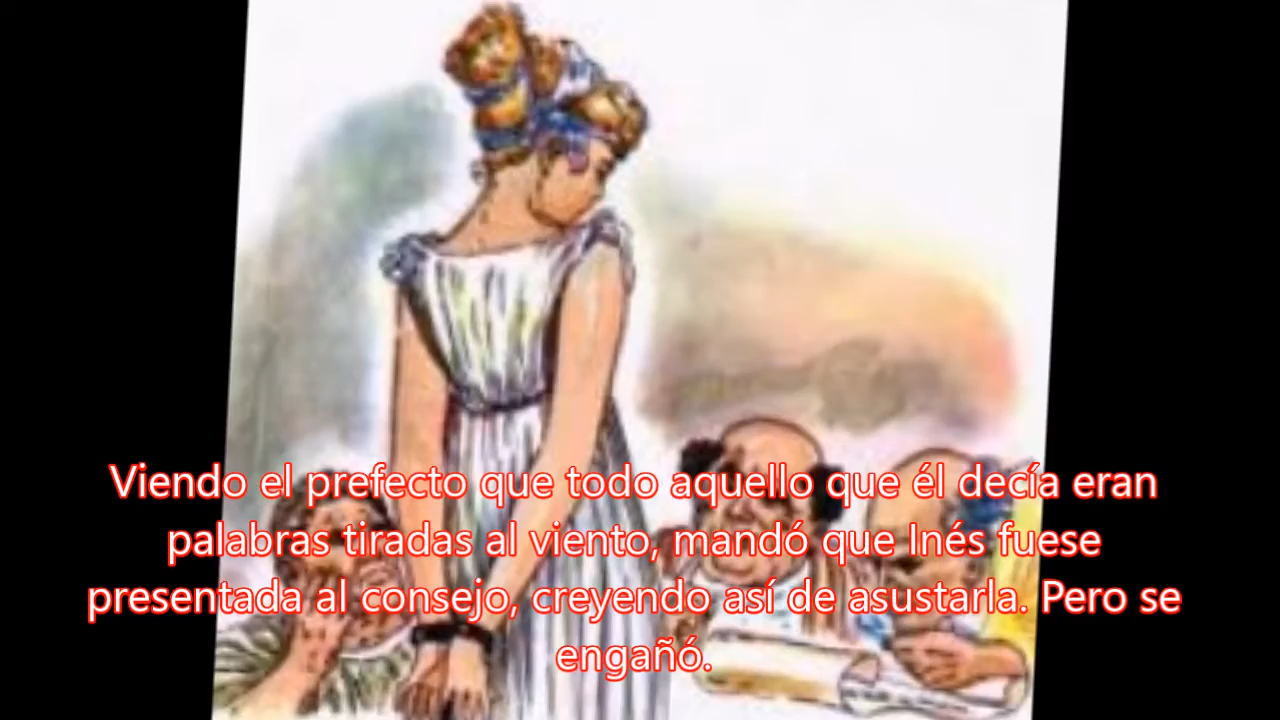 Viendo el prefecto que todo aquello que él decía eran
palabras tiradas al viento, mandó que Inés fuese
presentada al consejo, creyendo así de asustarla. Pero se
engañó.